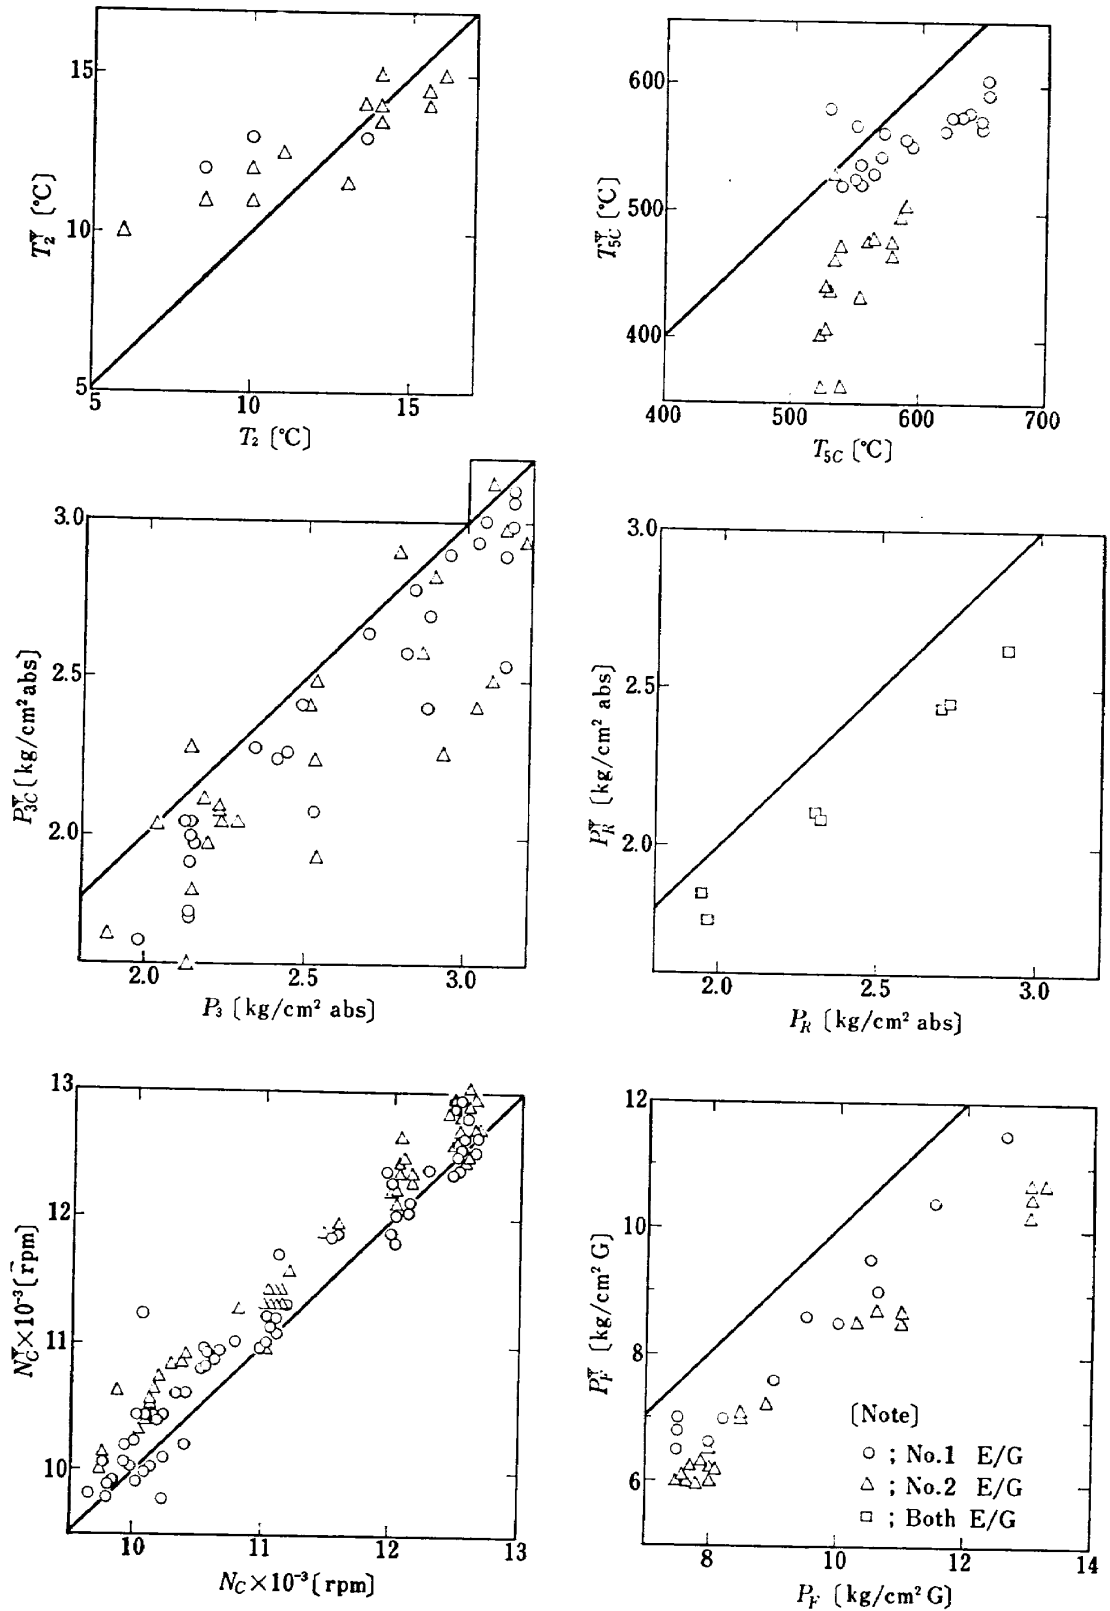 15
10
5
5 10 15
T₂^Ψ [°C]
T₂ [°C]
600
500
400
400 500 600 700
T₅C^Ψ [°C]
T₅C [°C]
3.0
2.5
2.0
2.0 2.5 3.0
P₃C^Ψ [kg/cm² abs]
P₃ [kg/cm² abs]
3.0
2.5
2.0
2.0 2.5 3.0
P_R^Ψ [kg/cm² abs]
P_R [kg/cm² abs]
13
12
11
10
10 11 12 13
N_C^Ψ×10⁻³ [rpm]
N_C×10⁻³ [rpm]
12
10
8
6
8 10 12 14
P_F^Ψ [kg/cm² G]
P_F [kg/cm² G]
[Note]
○ ; No.1 E/G
△ ; No.2 E/G
□ ; Both E/G